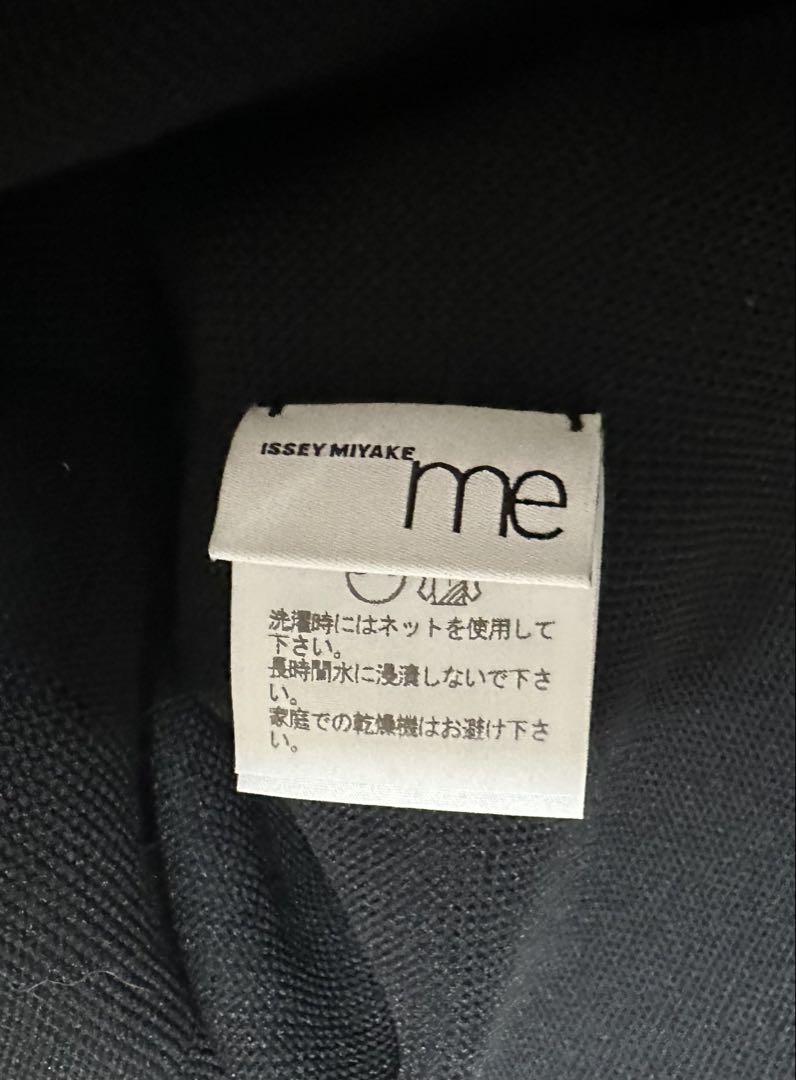 ISSEY MIYAKE
me
洗濯時にはネットを使用して
下さい。
長時間水に浸漬しないで下さ
い。
家庭での乾燥機はお避け下さ
い。